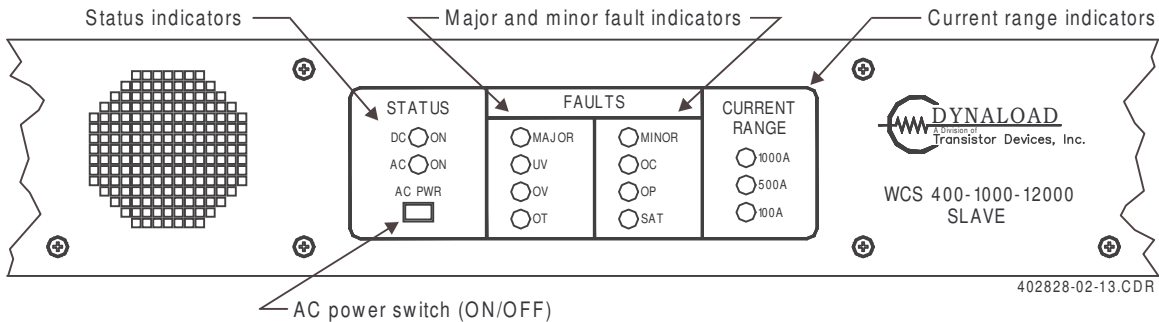 Status indicators
Major and minor fault indicators
Current range indicators
STATUS
DC ON
AC ON
AC PWR
FAULTS
MAJOR
UV
OV
OT
MINOR
OC
OP
SAT
CURRENT
RANGE
1000A
500A
100A
DYNALOAD
A Division of
Transistor Devices, Inc.
WCS 400-1000-12000
SLAVE
402828-02-13.CDR
AC power switch (ON/OFF)